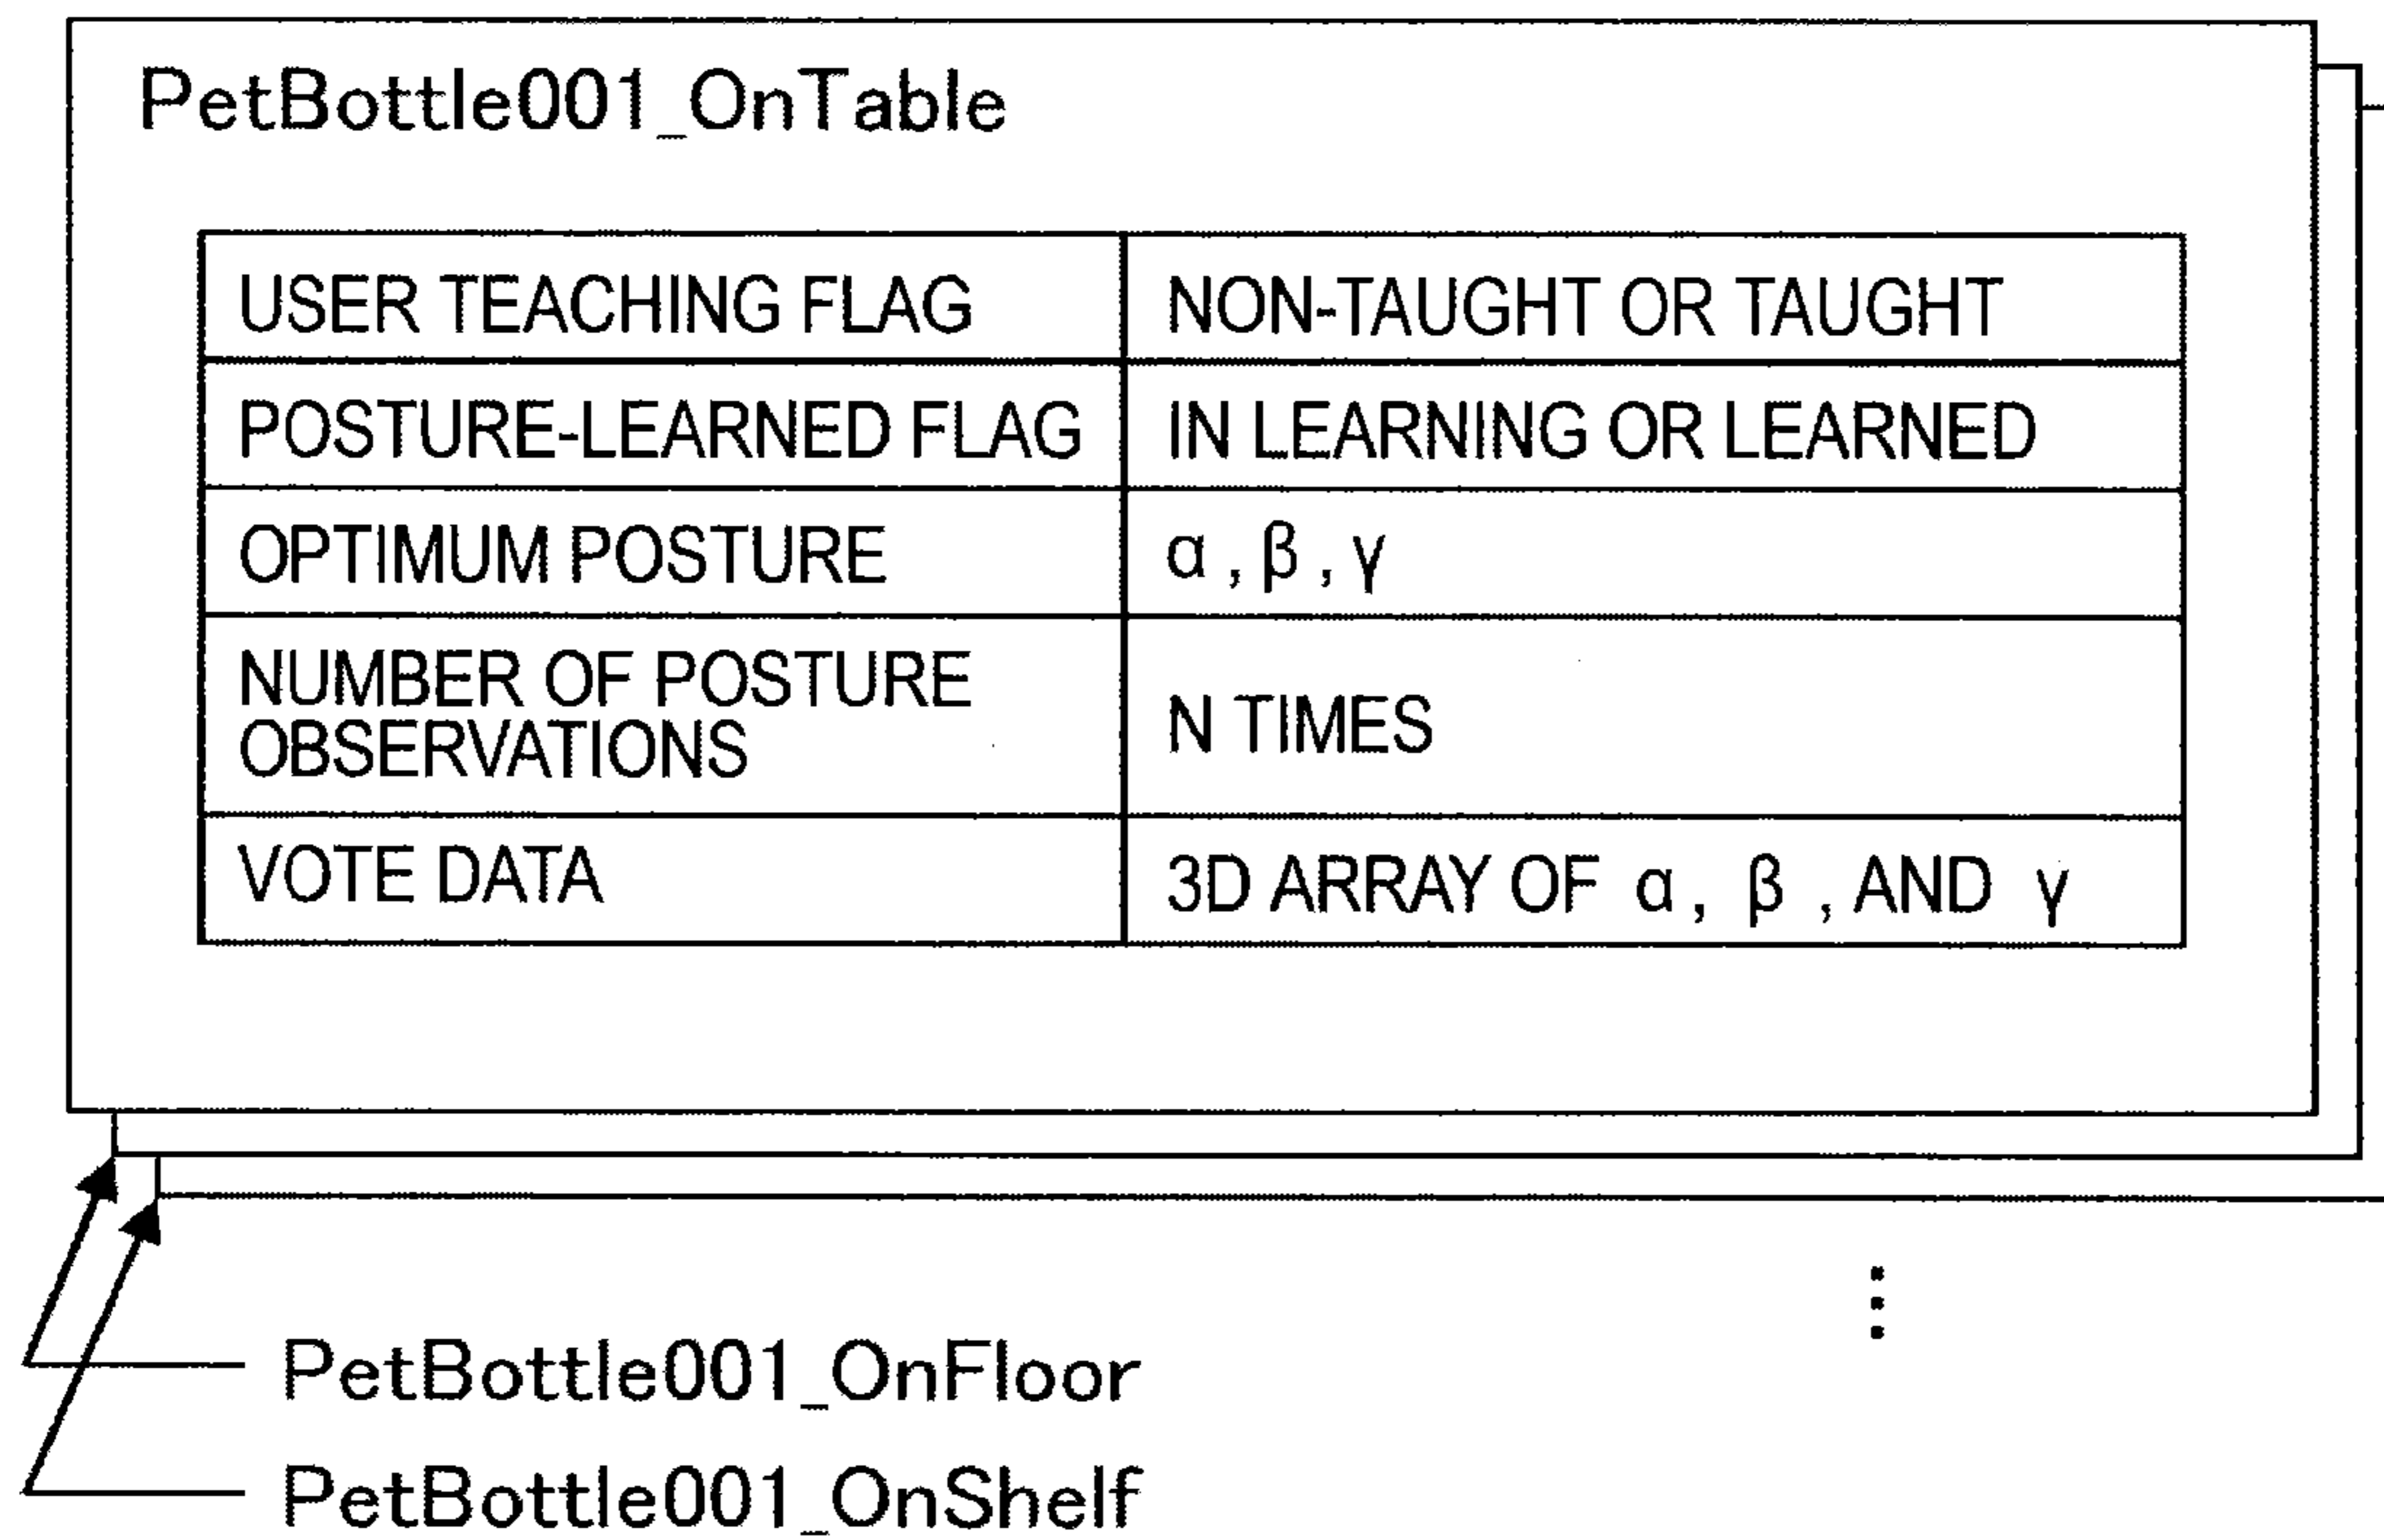 PetBottle001_OnTable
USER TEACHING FLAG
NON-TAUGHT OR TAUGHT
POSTURE-LEARNED FLAG
IN LEARNING OR LEARNED
OPTIMUM POSTURE
α, β, γ
NUMBER OF POSTURE
OBSERVATIONS
N TIMES
VOTE DATA
3D ARRAY OF α, β, AND γ
PetBottle001_OnFloor
PetBottle001_OnShelf